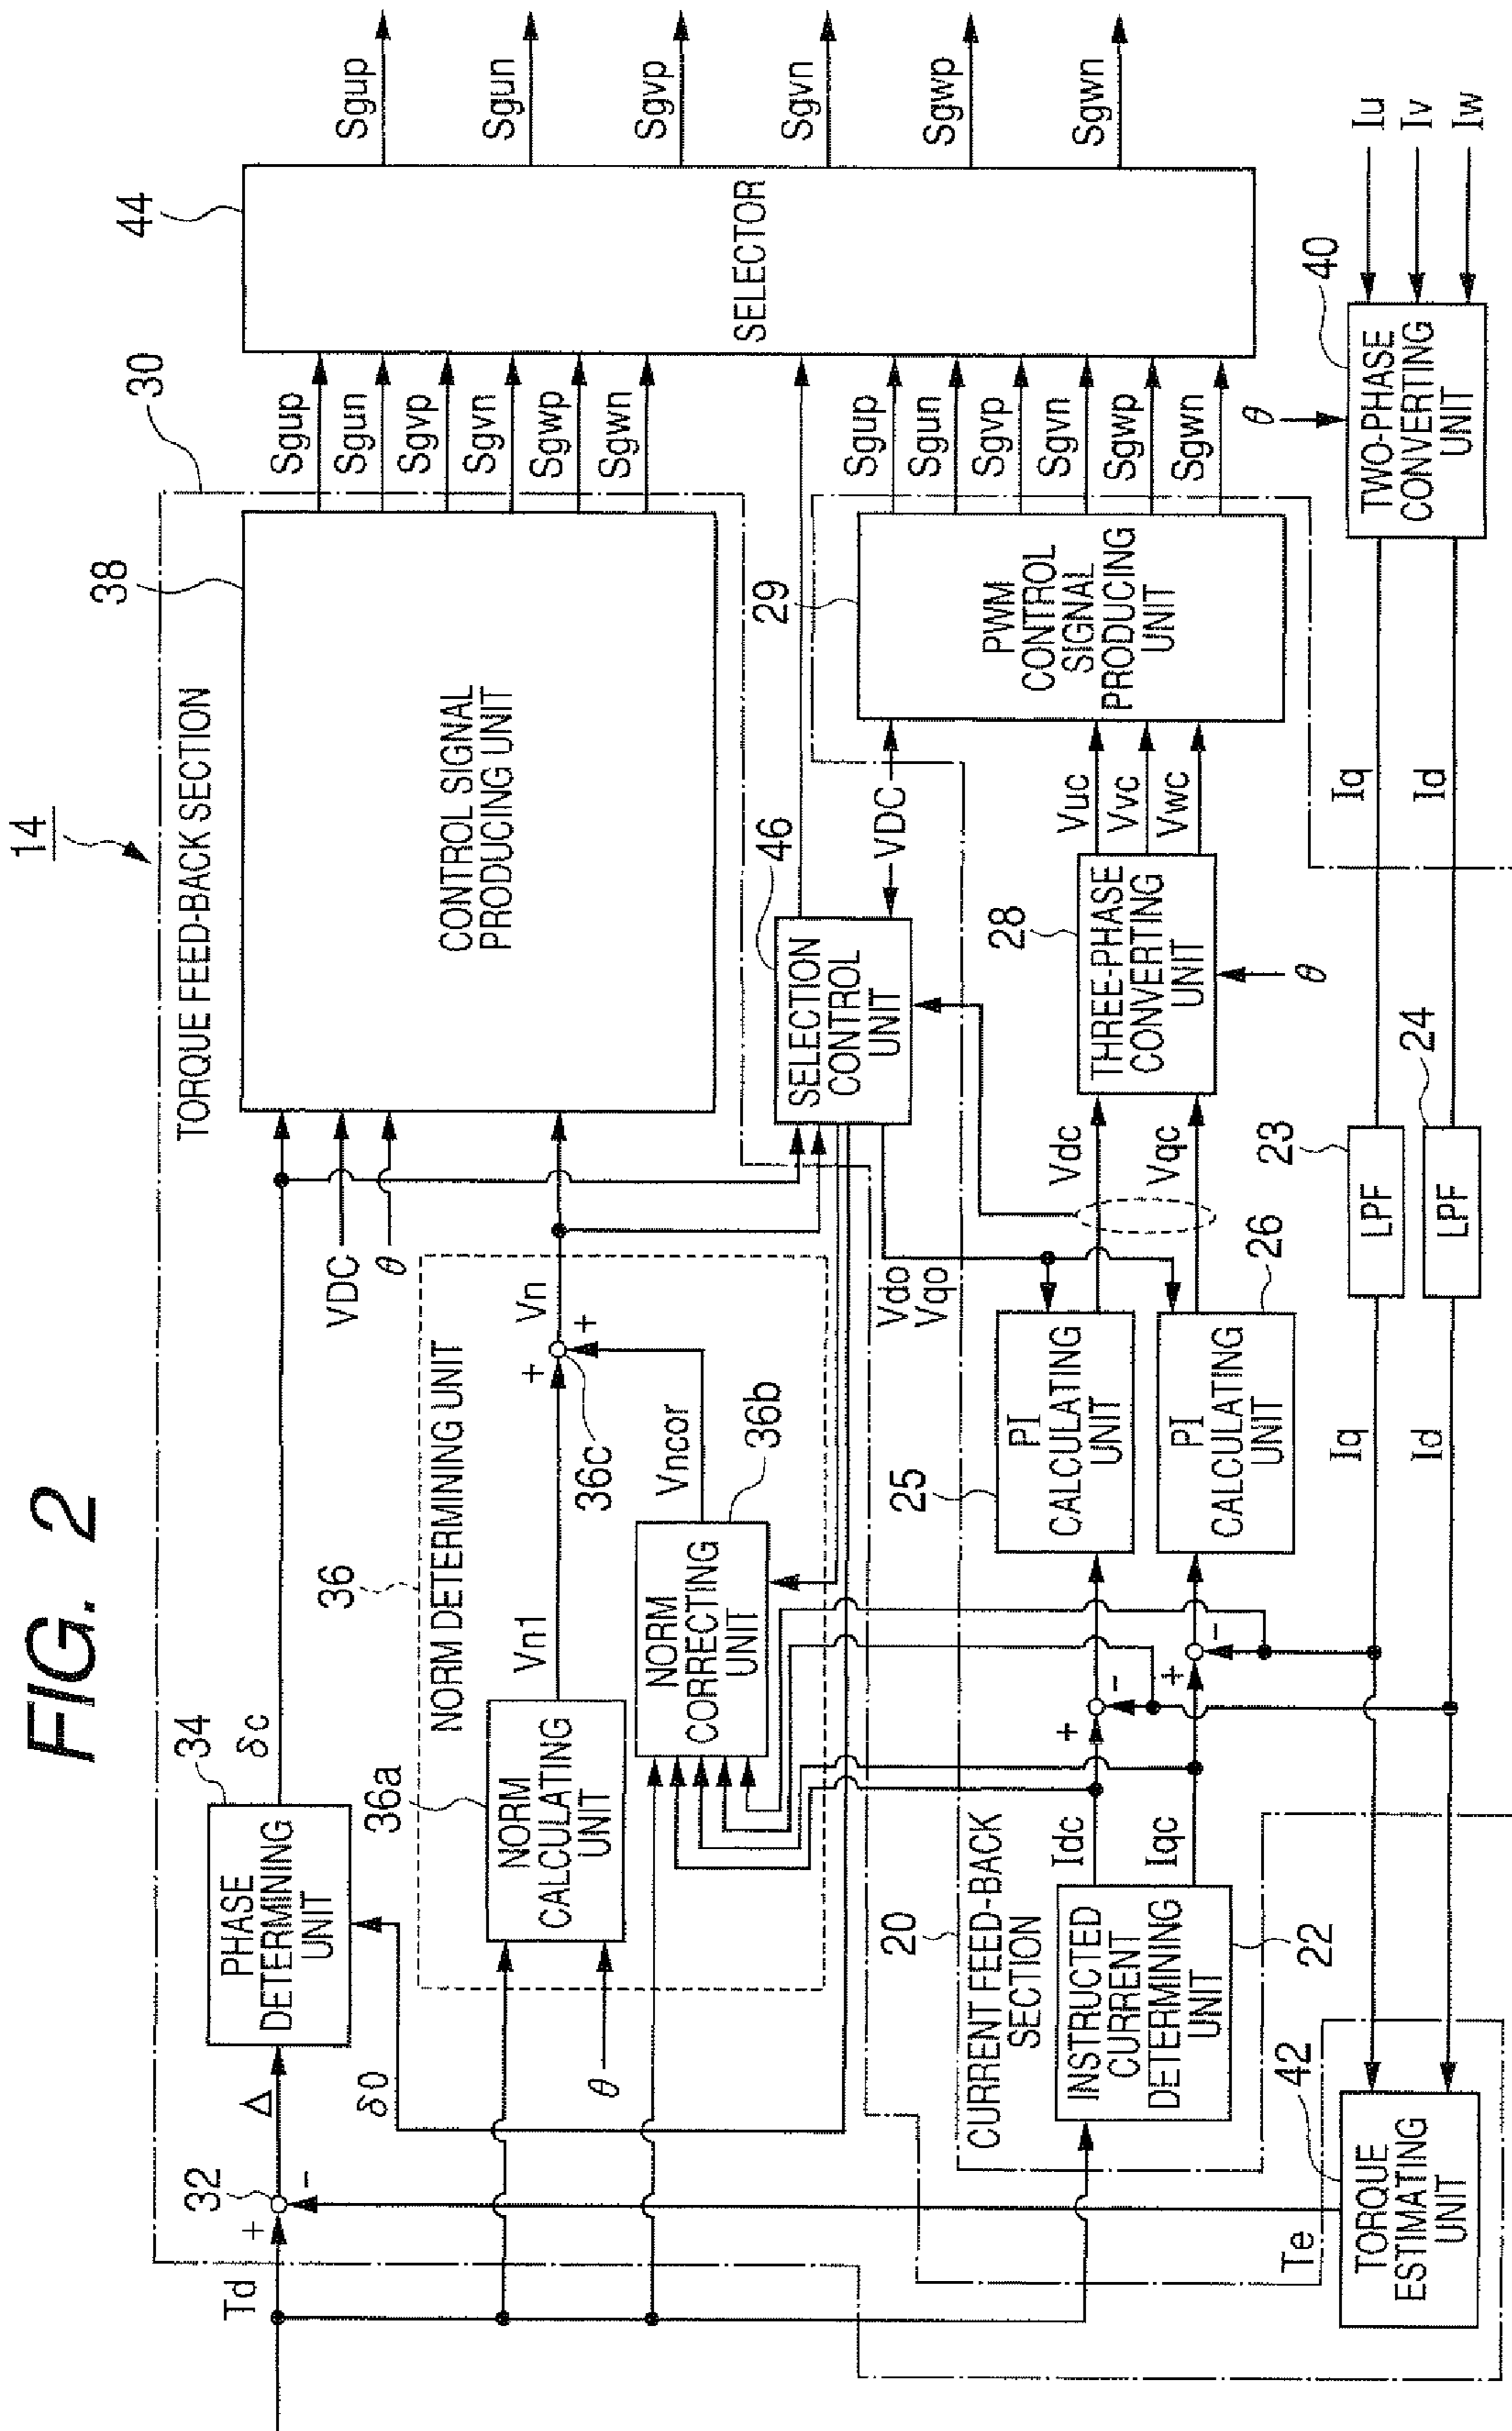 FIG. 2
14
TORQUE FEED-BACK SECTION
30
Td
+
-
32
Δ
34
PHASE
DETERMINING
UNIT
δc
δ0
VDC
θ
38
CONTROL SIGNAL
PRODUCING UNIT
Sgup
Sgun
Sgvp
Sgvn
Sgwp
Sgwn
44
SELECTOR
Sgup
Sgun
Sgvp
Sgvn
Sgwp
Sgwn
36
NORM DETERMINING UNIT
36a
NORM
CALCULATING
UNIT
θ
Vn1
+
+
Vn
36c
Vncor
NORM
CORRECTING
UNIT
36b
46
SELECTION
CONTROL
UNIT
VDC
Vdo
Vqo
20
CURRENT FEED-BACK
SECTION
INSTRUCTED
CURRENT
DETERMINING
UNIT
22
Idc
Iqc
+
-
+
-
25
PI
CALCULATING
UNIT
PI
CALCULATING
UNIT
26
Vdc
Vqc
28
THREE-PHASE
CONVERTING
UNIT
θ
Vuc
Vvc
Vwc
29
PWM
CONTROL
SIGNAL
PRODUCING
UNIT
Sgup
Sgun
Sgvp
Sgvn
Sgwp
Sgwn
Te
42
TORQUE
ESTIMATING
UNIT
Iq
Id
23
LPF
24
LPF
Iq
Id
40
θ
TWO-PHASE
CONVERTING
UNIT
Iu
Iv
Iw